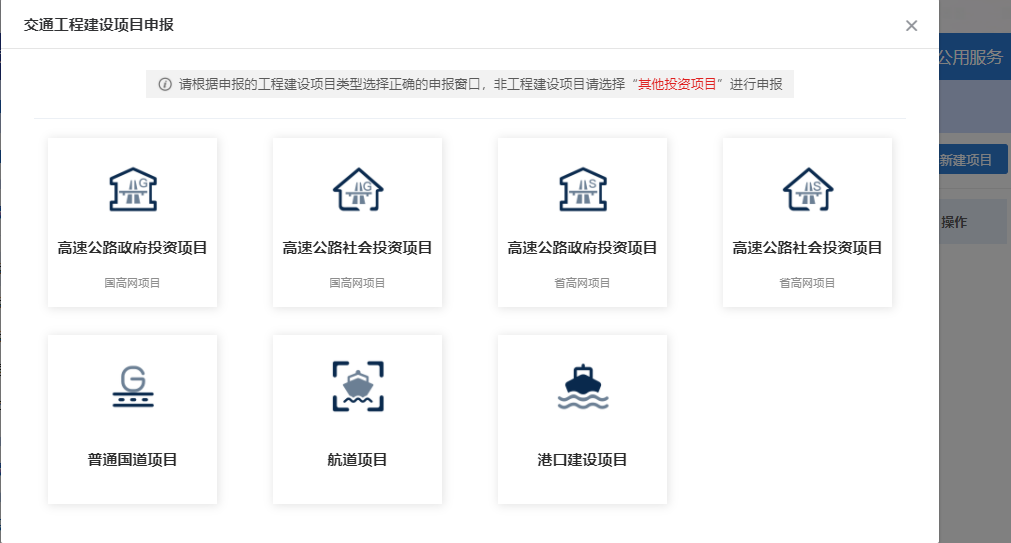 交通工程建设项目申报
公用服务
请根据申报的工程建设项目类型选择正确的申报窗口，非工程建设项目请选择“其他投资项目”进行申报
新建项目
操作
G
高速公路政府投资项目
国高网项目
G
高速公路社会投资项目
国高网项目
S
高速公路政府投资项目
省高网项目
S
高速公路社会投资项目
省高网项目
G
普通国道项目
航道项目
港口建设项目